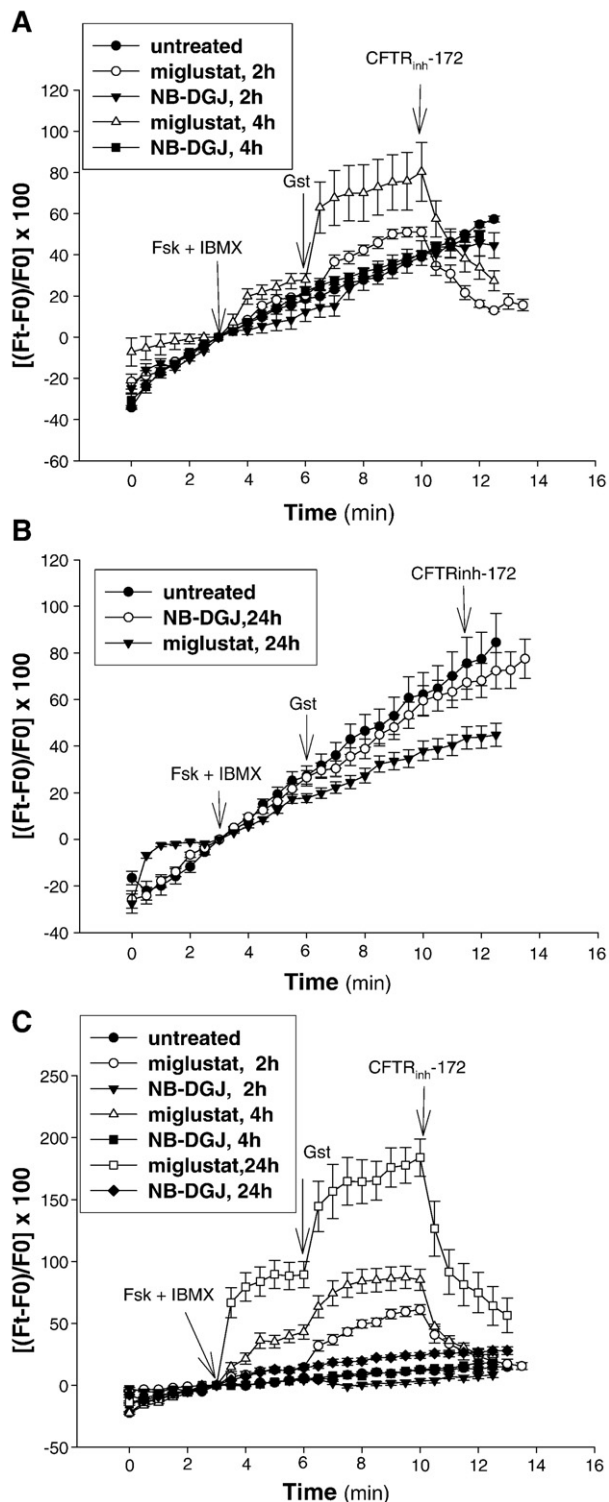 A
untreated
miglustat, 2h
NB-DGJ, 2h
miglustat, 4h
NB-DGJ, 4h
CFTRinh-172
Gst
Fsk + IBMX
[(Ft-F0)/F0] x 100
120
100
80
60
40
20
0
-20
-40
-60
0 2 4 6 8 10 12 14 16
Time (min)
B
untreated
NB-DGJ,24h
miglustat, 24h
CFTRinh-172
Gst
Fsk + IBMX
[(Ft-F0)/F0] x 100
120
100
80
60
40
20
0
-20
-40
0 2 4 6 8 10 12 14 16
Time (min)
C
untreated
miglustat, 2h
NB-DGJ, 2h
miglustat, 4h
NB-DGJ, 4h
miglustat,24h
NB-DGJ, 24h
CFTRinh-172
Gst
Fsk + IBMX
[(Ft-F0)/F0] x 100
250
200
150
100
50
0
-50
0 2 4 6 8 10 12 14 16
Time (min)